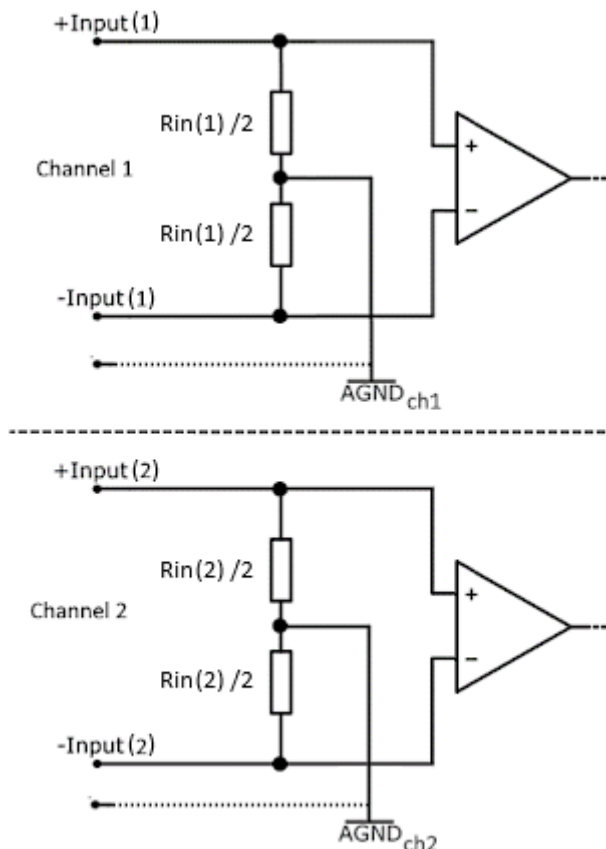 +Input(1)
Rin(1)/2
+
Channel 1
−
Rin(1)/2
-Input(1)
AGND ch1
+Input(2)
Rin(2)/2
+
Channel 2
−
Rin(2)/2
-Input(2)
AGND ch2